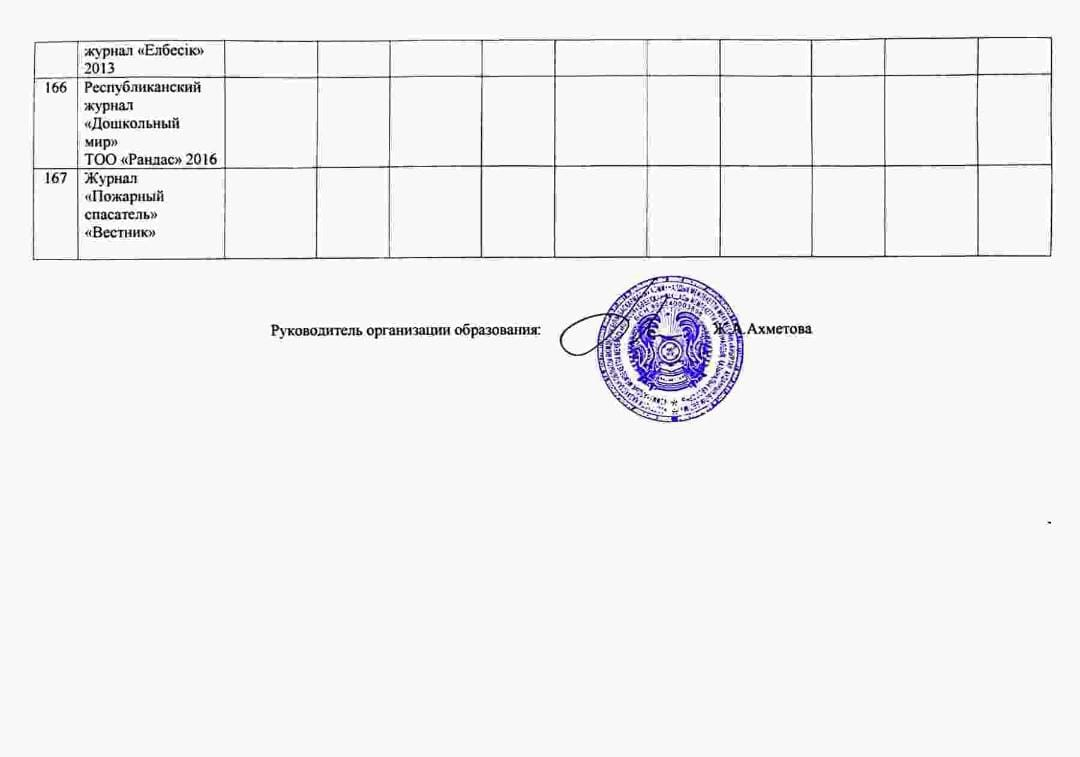 журнал «Елбесік»
2013
166 Республиканский
журнал
«Дошкольный
мир»
ТОО «Рандас» 2016
167 Журнал
«Пожарный
спасатель»
«Вестник»
Руководитель организации образования: Ж.А.Ахметова